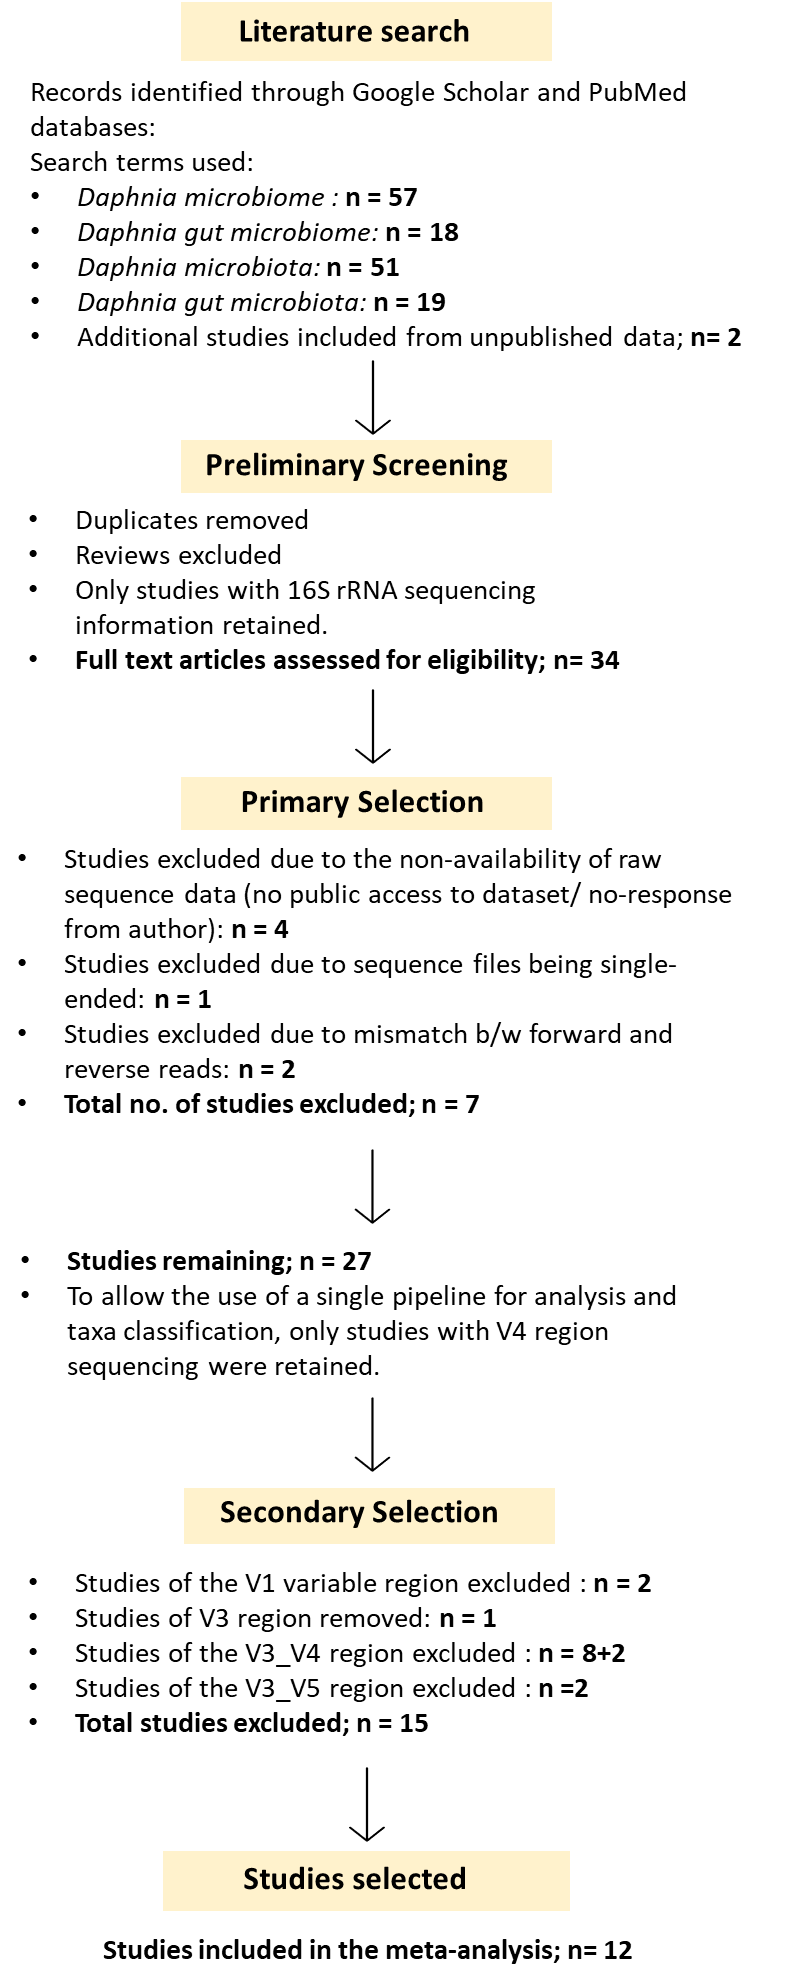 Literature search
Records identified through Google Scholar and PubMed
databases:
Search terms used:
• Daphnia microbiome : n = 57
• Daphnia gut microbiome: n = 18
• Daphnia microbiota: n = 51
• Daphnia gut microbiota: n = 19
• Additional studies included from unpublished data; n= 2
Preliminary Screening
• Duplicates removed
• Reviews excluded
• Only studies with 16S rRNA sequencing
information retained.
• Full text articles assessed for eligibility; n= 34
Primary Selection
• Studies excluded due to the non-availability of raw
sequence data (no public access to dataset/ no-response
from author): n = 4
• Studies excluded due to sequence files being single-
ended: n = 1
• Studies excluded due to mismatch b/w forward and
reverse reads: n = 2
• Total no. of studies excluded; n = 7
• Studies remaining; n = 27
• To allow the use of a single pipeline for analysis and
taxa classification, only studies with V4 region
sequencing were retained.
Secondary Selection
• Studies of the V1 variable region excluded : n = 2
• Studies of V3 region removed: n = 1
• Studies of the V3_V4 region excluded : n = 8+2
• Studies of the V3_V5 region excluded : n =2
• Total studies excluded; n = 15
Studies selected
Studies included in the meta-analysis; n= 12